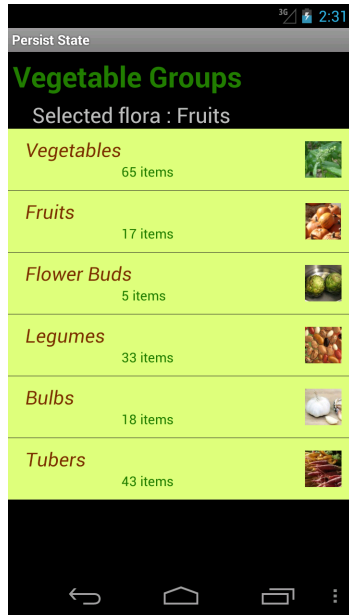 3G 2:31
Persist State
Vegetable Groups
Selected flora : Fruits
Vegetables
65 items
Fruits
17 items
Flower Buds
5 items
Legumes
33 items
Bulbs
18 items
Tubers
43 items